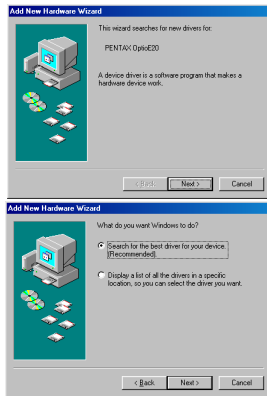 Add New Hardware Wizard
This wizard searches for new drivers for:
PENTAX OptioE20
A device driver is a software program that makes a
hardware device work.
< Back
Next >
Cancel
Add New Hardware Wizard
What do you want Windows to do?
Search for the best driver for your device.
(Recommended).
Display a list of all the drivers in a specific
location, so you can select the driver you want.
< Back
Next >
Cancel